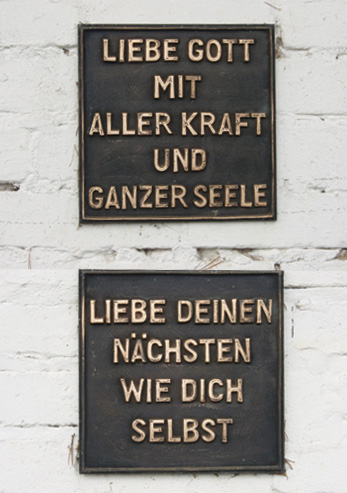 LIEBE GOTT
MIT
ALLER KRAFT
UND
GANZER SEELE
LIEBE DEINEN
NÄCHSTEN
WIE DICH
SELBST